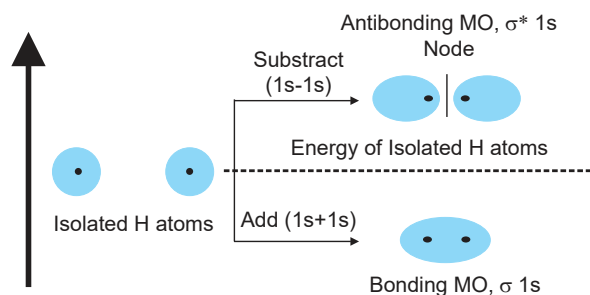 Antibonding MO, σ* 1s
Node
Substract
(1s-1s)
Energy of Isolated H atoms
Isolated H atoms
Add (1s+1s)
Bonding MO, σ 1s